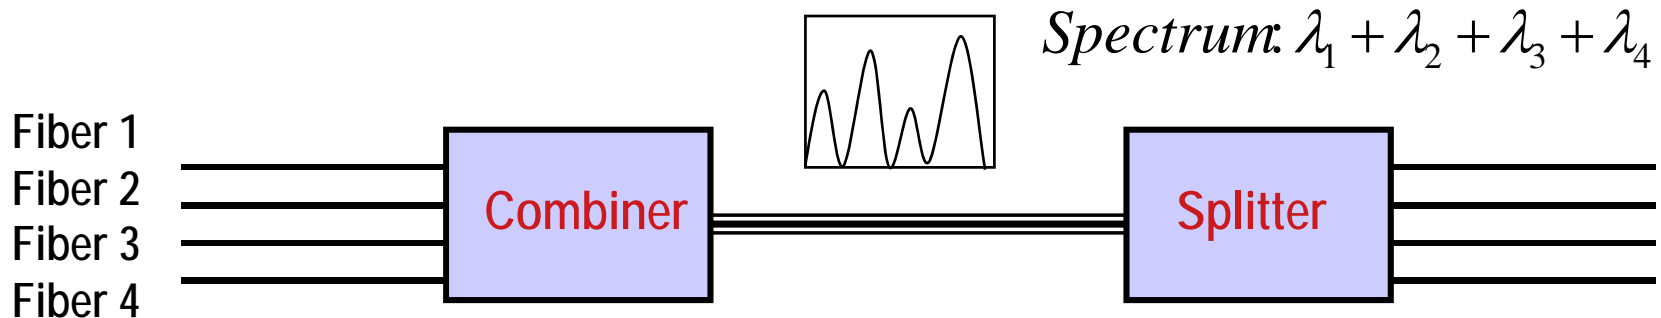 Spectrum: λ₁ + λ₂ + λ₃ + λ₄
Fiber 1
Fiber 2
Fiber 3
Fiber 4
Combiner
Splitter